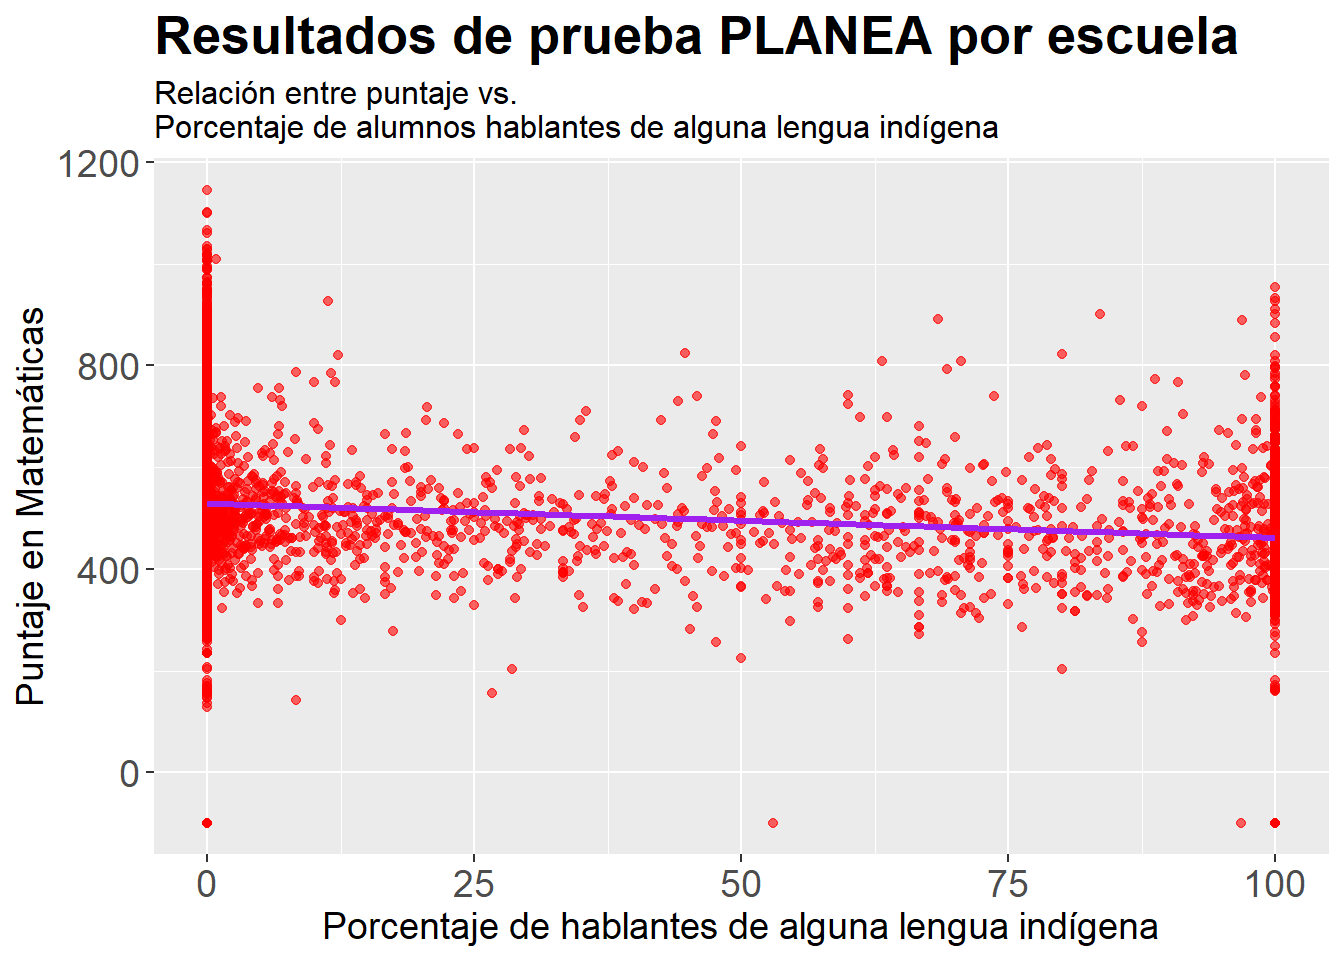 Resultados de prueba PLANEA por escuela
Relación entre puntaje vs.
Porcentaje de alumnos hablantes de alguna lengua indígena
1200
800
400
0
Puntaje en Matemáticas
0 25 50 75 100
Porcentaje de hablantes de alguna lengua indígena